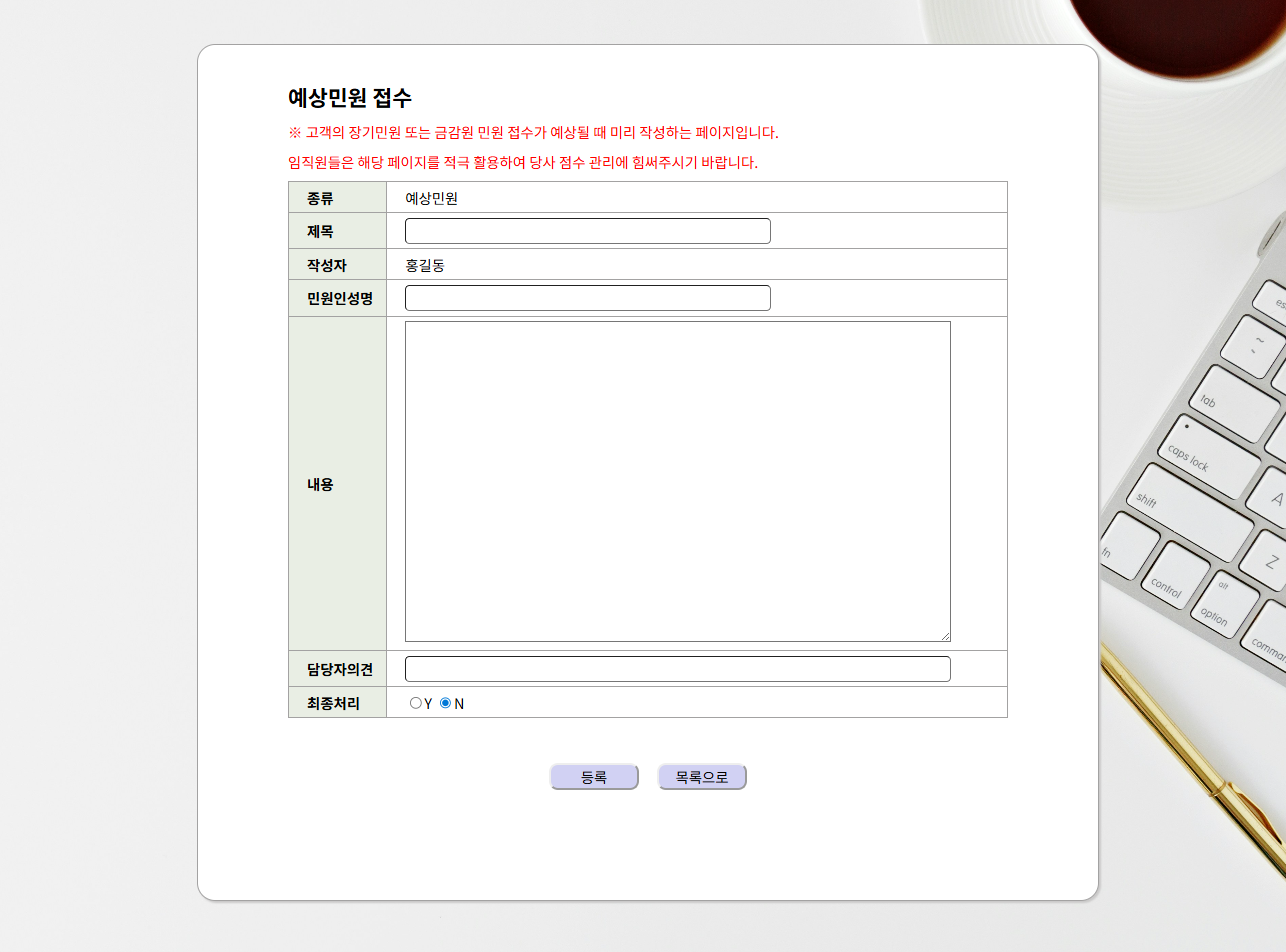 예상민원 접수
※ 고객의 장기민원 또는 금감원 민원 접수가 예상될 때 미리 작성하는 페이지입니다.
임직원들은 해당 페이지를 적극 활용하여 당사 점수 관리에 힘써주시기 바랍니다.
종류 예상민원
제목
작성자 홍길동
민원인성명
내용
담당자의견
최종처리 Y N
등록 목록으로
es
~
tab
caps lock
A
shift
Z
fn
control
alt
option
comman